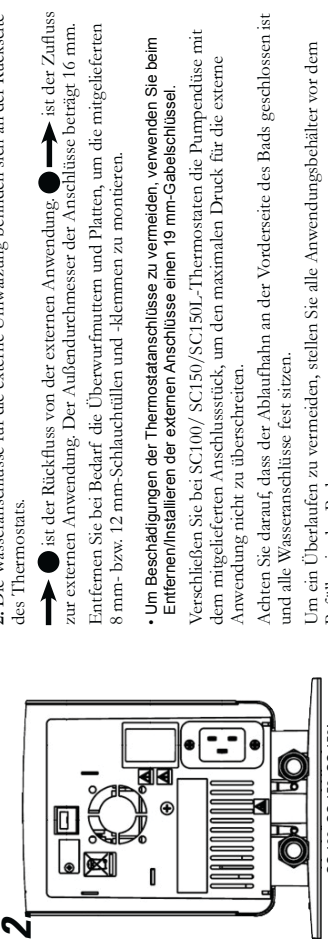 2
2. Die Wasseranschlüsse für die externe Umwälzung befinden sich an der Rückseite
des Thermostats.
ist der Rückfluss von der externen Anwendung. ist der Zufluss
zur externen Anwendung. Der Außendurchmesser der Anschlüsse beträgt 16 mm.
Entfernen Sie bei Bedarf die Überwurfmuttern und Platten, um die mitgelieferten
8 mm- bzw. 12 mm-Schlauchtüllen und -klemmen zu montieren.
• Um Beschädigungen der Thermostatanschlüsse zu vermeiden, verwenden Sie beim
Entfernen/Installieren der externen Anschlüsse einen 19 mm-Gabelschlüssel.
Verschließen Sie bei SC100/ SC150/SC150L-Thermostaten die Pumpendüse mit
dem mitgelieferten Anschlussstück, um den maximalen Druck für die externe
Anwendung nicht zu überschreiten.
Achten Sie darauf, dass der Ablaufhahn an der Vorderseite des Bads geschlossen ist
und alle Wasseranschlüsse fest sitzen.
Um ein Überlaufen zu vermeiden, stellen Sie alle Anwendungsbehälter vor dem